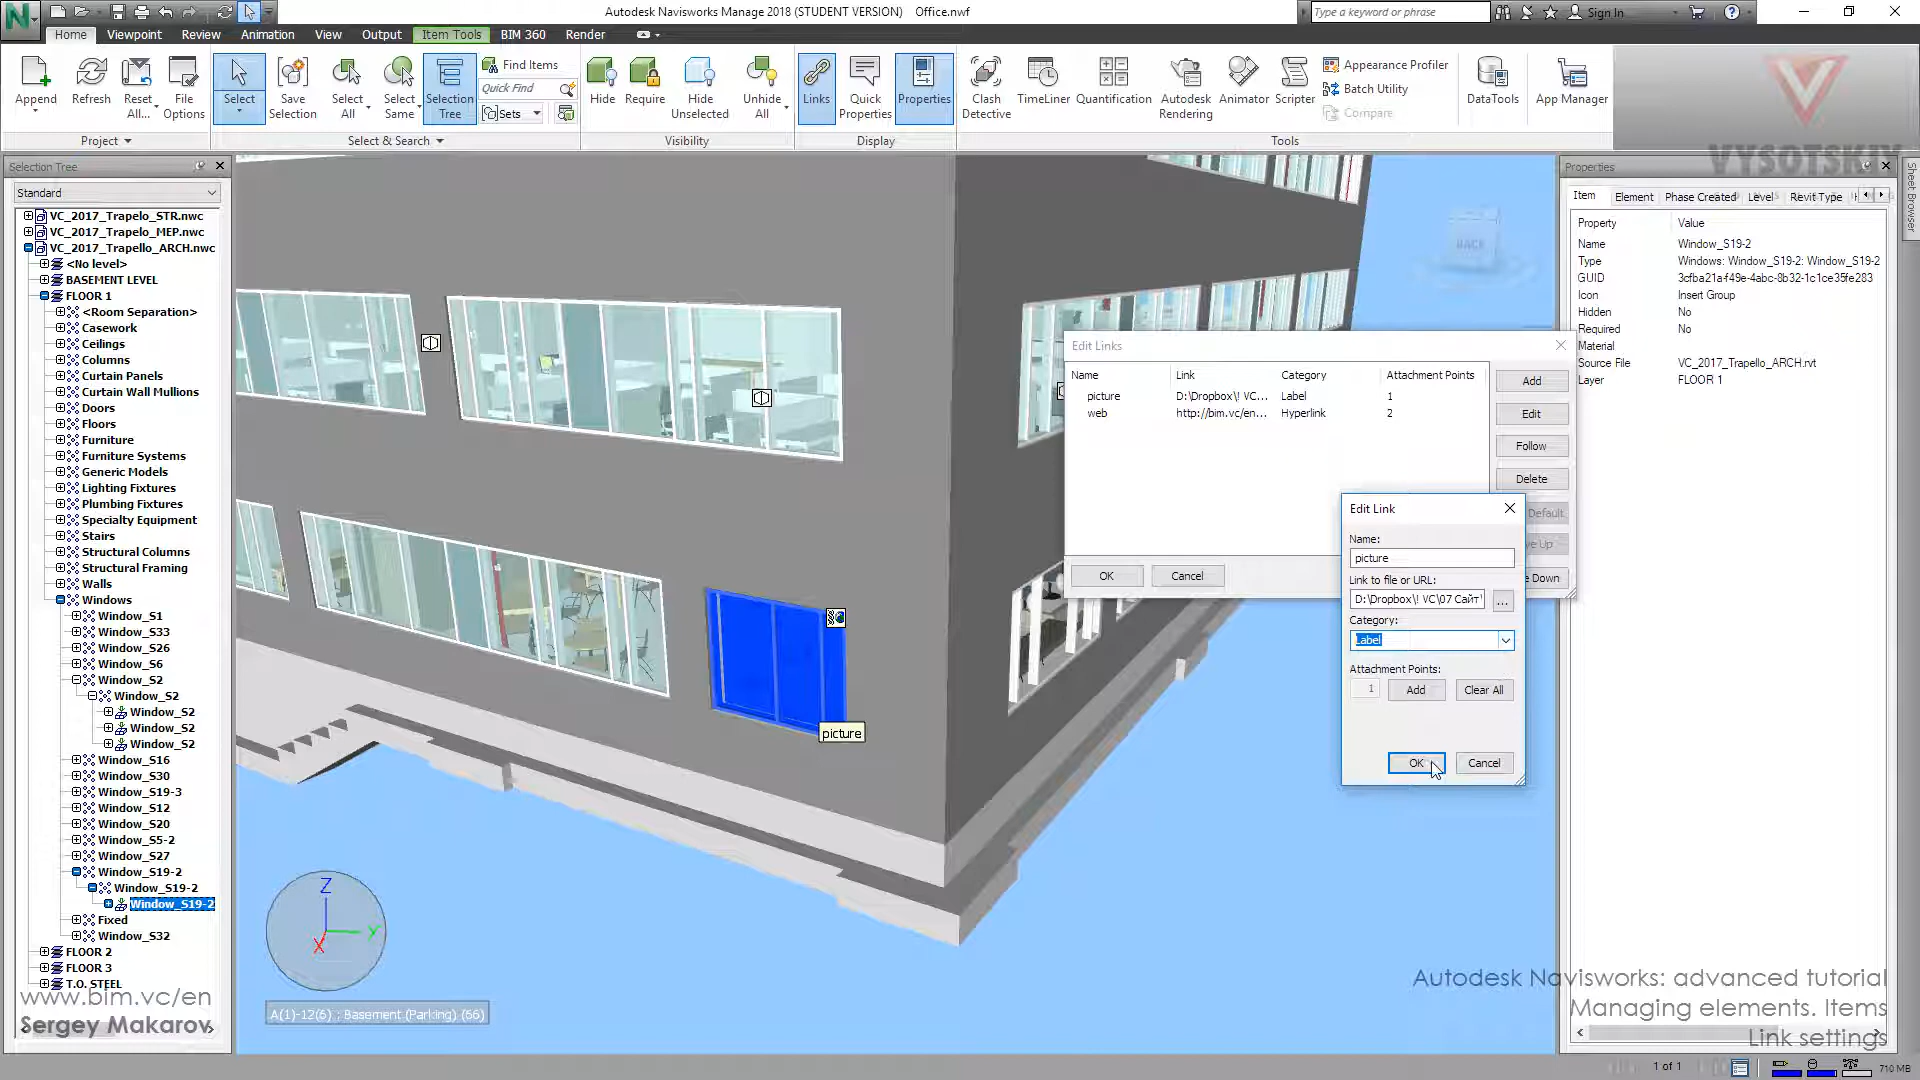 Autodesk Navisworks Manage 2018 (STUDENT VERSION) Office.nwf
Type a keyword or phrase
Sign In
Home Viewpoint Review Animation View Output Item Tools BIM 360 Render
Append
Refresh
Reset All...
File Options
Select
Save Selection
Select All
Select Same
Selection Tree
Find Items
Quick Find
Sets
Hide
Require
Hide Unselected
Unhide All
Links
Quick Properties
Properties
Clash Detective
TimeLiner
Quantification
Autodesk Rendering
Animator
Scripter
Appearance Profiler
Batch Utility
Compare
DataTools
App Manager
Project
Select & Search
Visibility
Display
Tools
VYSOTSKIY
Selection Tree
Standard
VC_2017_Trapelo_STR.nwc
VC_2017_Trapelo_MEP.nwc
VC_2017_Trapello_ARCH.nwc
<No level>
BASEMENT LEVEL
FLOOR 1
<Room Separation>
Casework
Ceilings
Columns
Curtain Panels
Curtain Wall Mullions
Doors
Floors
Furniture
Furniture Systems
Generic Models
Lighting Fixtures
Plumbing Fixtures
Specialty Equipment
Stairs
Structural Columns
Structural Framing
Walls
Windows
Window_S1
Window_S33
Window_S26
Window_S6
Window_S2
Window_S2
Window_S2
Window_S2
Window_S2
Window_S16
Window_S30
Window_S19-3
Window_S12
Window_S20
Window_S5-2
Window_S27
Window_S19-2
Window_S19-2
Window_S19-2
Fixed
Window_S32
FLOOR 2
FLOOR 3
T.O. STEEL
www.bim.vc/en
Sergey Makarov
BACK
picture
Z
Y
X
A(1)-12(6) : Basement (Parking) (56)
Edit Links
Name Link Category Attachment Points
picture D:\Dropbox\! VC... Label 1
web http://bim.vc/en... Hyperlink 2
Add
Edit
Follow
Delete
Default
e Down
OK Cancel
Edit Link
Name:
picture
Link to file or URL:
D:\Dropbox\! VC\07 Сайт\
...
Category:
Label
Attachment Points:
1 Add Clear All
OK Cancel
Properties
Sheet Browser
Item Element Phase Created Level Revit Type
Property Value
Name Window_S19-2
Type Windows: Window_S19-2: Window_S19-2
GUID 3cfba21a-f49e-4abc-8b32-1c1ce35fe283
Icon Insert Group
Hidden No
Required No
Material
Source File VC_2017_Trapello_ARCH.rvt
Layer FLOOR 1
Autodesk Navisworks: advanced tutorial
Managing elements. Items
Link settings
1 of 1
710 MB